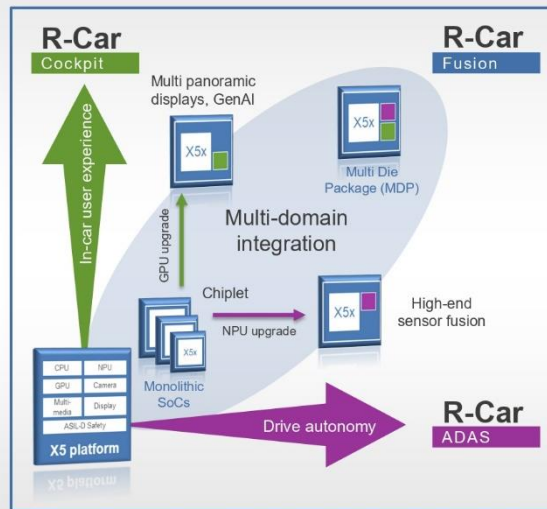 R-Car
Cockpit
R-Car
Fusion
Multi panoramic
displays, GenAI
X5x
X5x
Multi Die
Package (MDP)
In-car user experience
GPU upgrade
Multi-domain
integration
Chiplet
NPU upgrade
X5x
High-end
sensor fusion
X5x
Monolithic
SoCs
CPU
NPU
GPU
Camera
Multi-
media
Display
ASIL-D Safety
X5 platform
Drive autonomy
R-Car
ADAS